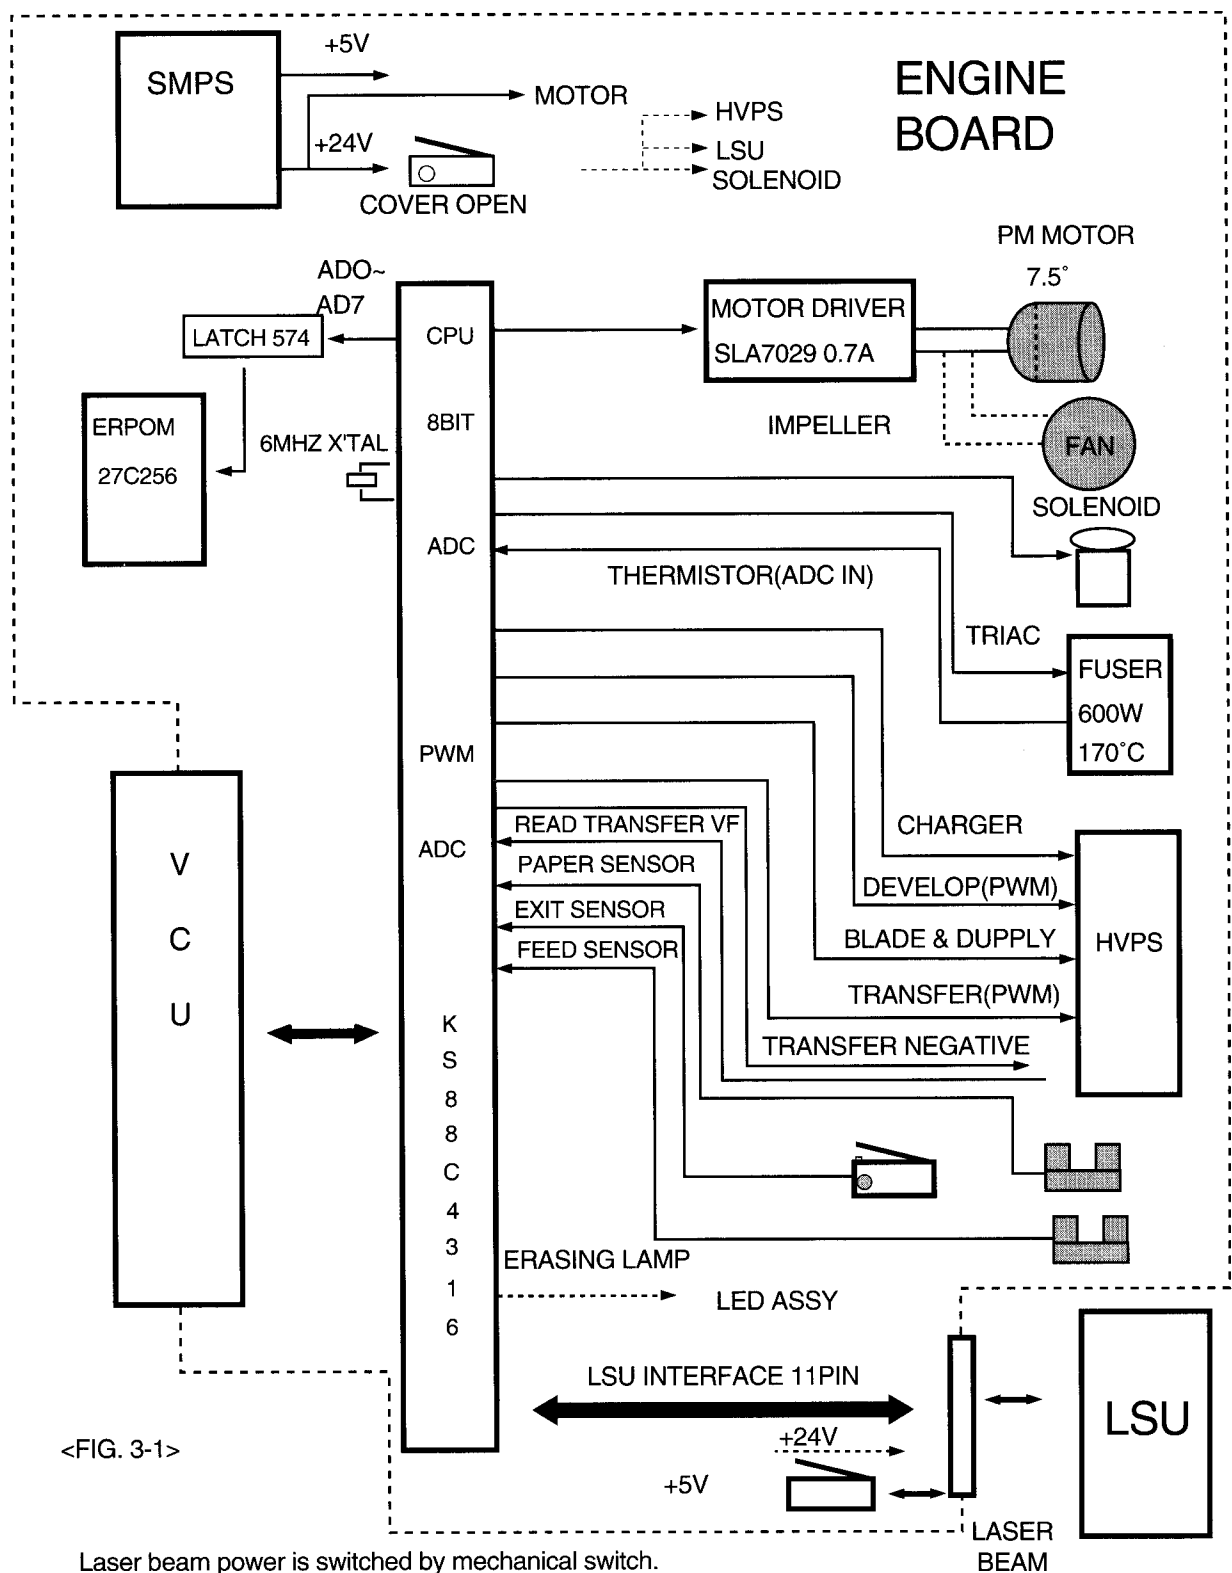 +5V
SMPS
ENGINE
BOARD
MOTOR
HVPS
+24V
LSU
SOLENOID
COVER OPEN
PM MOTOR
7.5°
ADO~
AD7
LATCH 574
CPU
MOTOR DRIVER
SLA7029 0.7A
ERPOM
27C256
8BIT
6MHZ X'TAL
IMPELLER
FAN
SOLENOID
ADC
THERMISTOR(ADC IN)
TRIAC
FUSER
600W
170°C
PWM
READ TRANSFER VF
CHARGER
ADC
PAPER SENSOR
DEVELOP(PWM)
EXIT SENSOR
BLADE & DUPPLY
HVPS
FEED SENSOR
TRANSFER(PWM)
TRANSFER NEGATIVE
V
C
U
K
S
8
8
C
4
3
1
6
ERASING LAMP
LED ASSY
LSU INTERFACE 11PIN
LSU
+24V
+5V
<FIG. 3-1>
LASER
BEAM
Laser beam power is switched by mechanical switch.